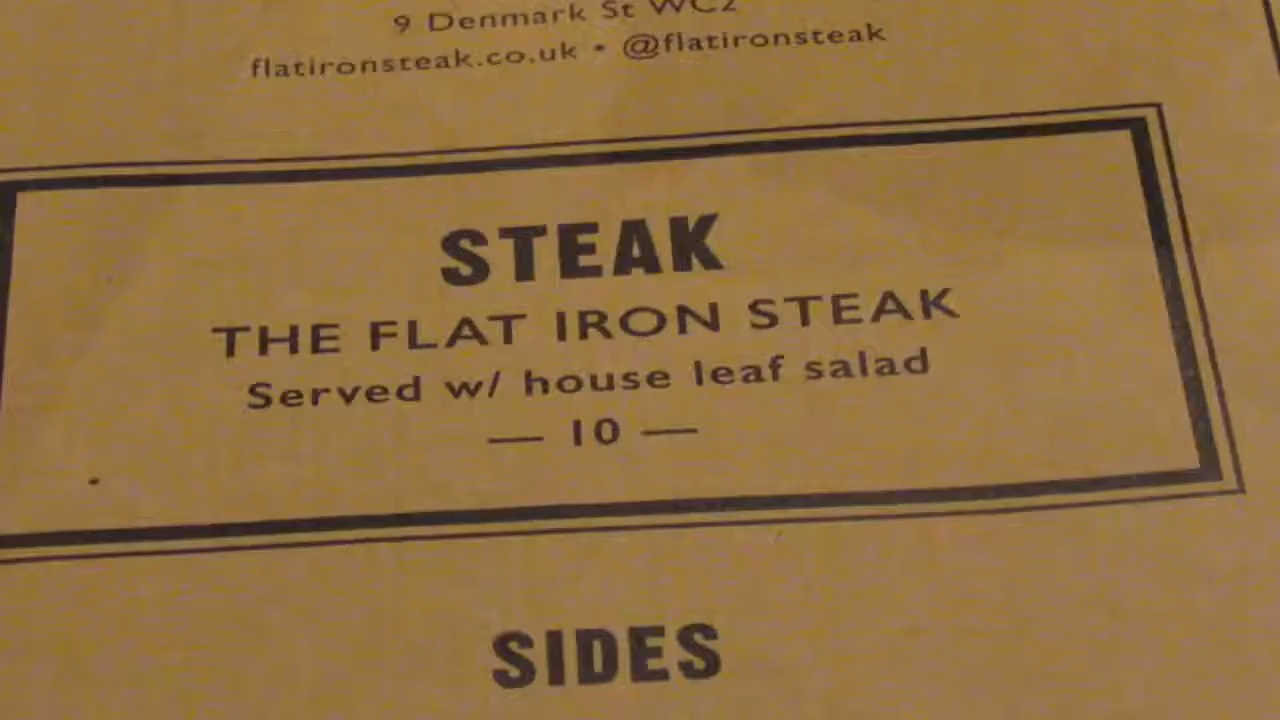 9 Denmark St WC2
flatironsteak.co.uk • @flatironsteak
STEAK
THE FLAT IRON STEAK
Served w/ house leaf salad
— 10 —
SIDES